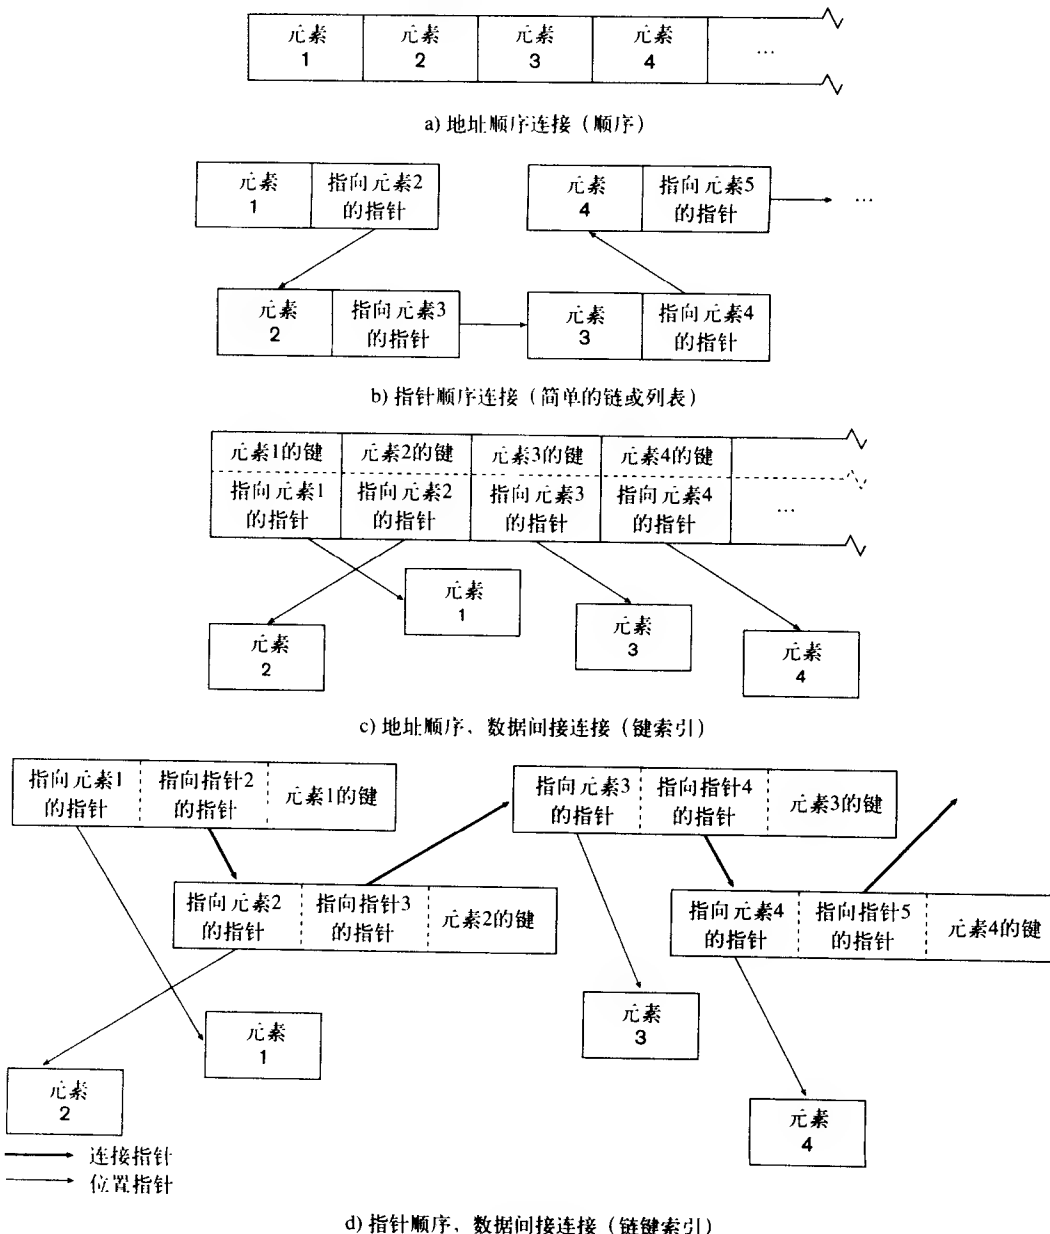 元素 元素 元素 元素
1 2 3 4 ...
a) 地址顺序连接（顺序）
元素 指向元素2 元素 指向元素5
1 的指针 4 的指针 ...
元素 指向元素3 元素 指向元素4
2 的指针 3 的指针
b) 指针顺序连接（简单的链或列表）
元素1的键 元素2的键 元素3的键 元素4的键
指向元素1 指向元素2 指向元素3 指向元素4
的指针 的指针 的指针 的指针 ...
元素
1
元素
3
元素
2
元素
4
c) 地址顺序、数据间接连接（键索引）
指向元素1 指向指针2 元素1的键
的指针 的指针
指向元素3 指向指针4 元素3的键
的指针 的指针
指向元素2 指向指针3 元素2的键
的指针 的指针
指向元素4 指向指针5 元素4的键
的指针 的指针
元素
3
元素
1
元素
2
元素
4
连接指针
位置指针
d) 指针顺序、数据间接连接（链键索引）